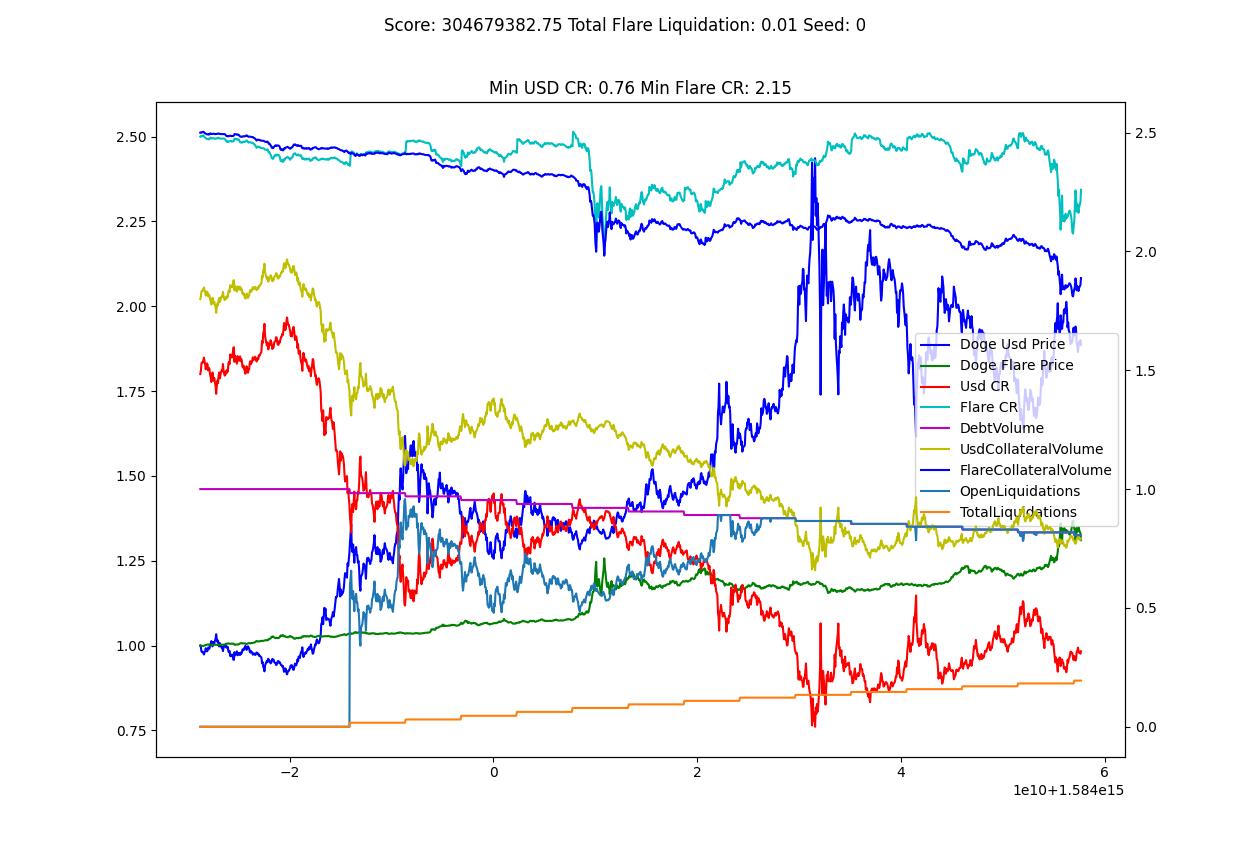 Score: 304679382.75 Total Flare Liquidation: 0.01 Seed: 0
Min USD CR: 0.76 Min Flare CR: 2.15
2.50
2.25
2.00
1.75
1.50
1.25
1.00
0.75
2.5
2.0
1.5
1.0
0.5
0.0
Doge Usd Price
Doge Flare Price
Usd CR
Flare CR
DebtVolume
UsdCollateralVolume
FlareCollateralVolume
OpenLiquidations
TotalLiquidations
−2 0 2 4 6
1e10+1.584e15